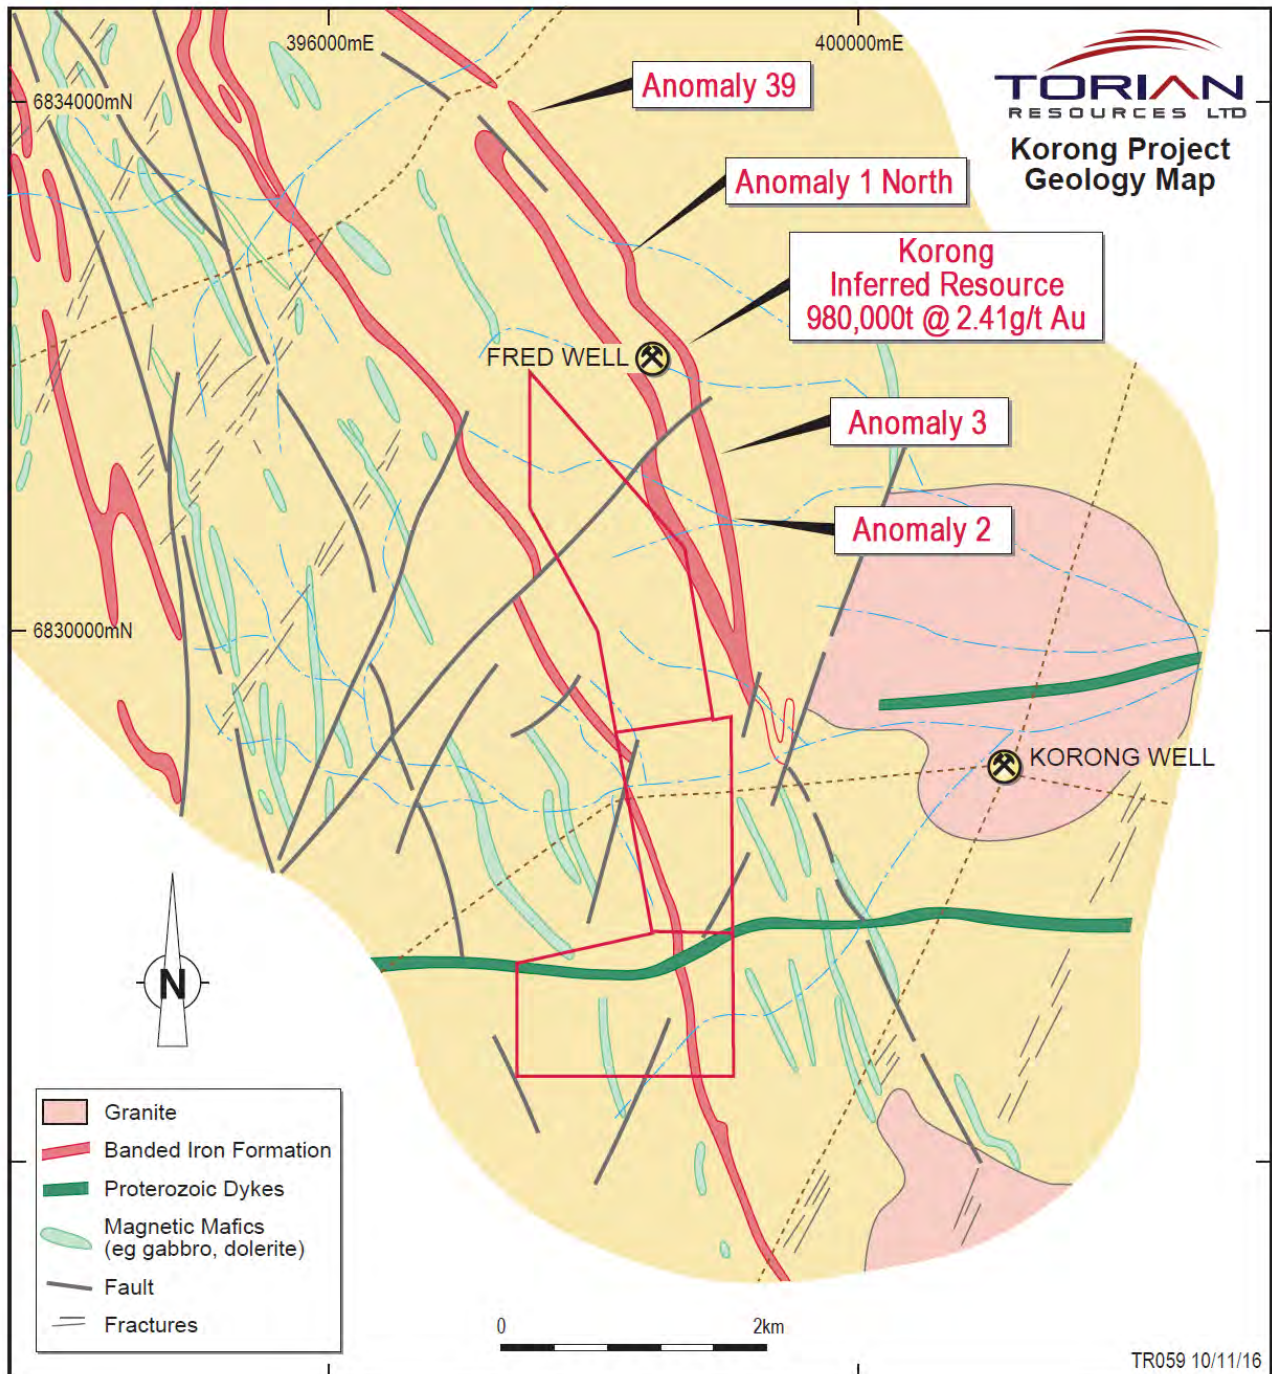 396000mE
400000mE
TORIAN
RESOURCES LTD
Korong Project
Geology Map
6834000mN
Anomaly 39
Anomaly 1 North
Korong
Inferred Resource
980,000t @ 2.41g/t Au
FRED WELL
Anomaly 3
Anomaly 2
6830000mN
KORONG WELL
N
Granite
Banded Iron Formation
Proterozoic Dykes
Magnetic Mafics
(eg gabbro, dolerite)
Fault
Fractures
0
2km
TR059 10/11/16